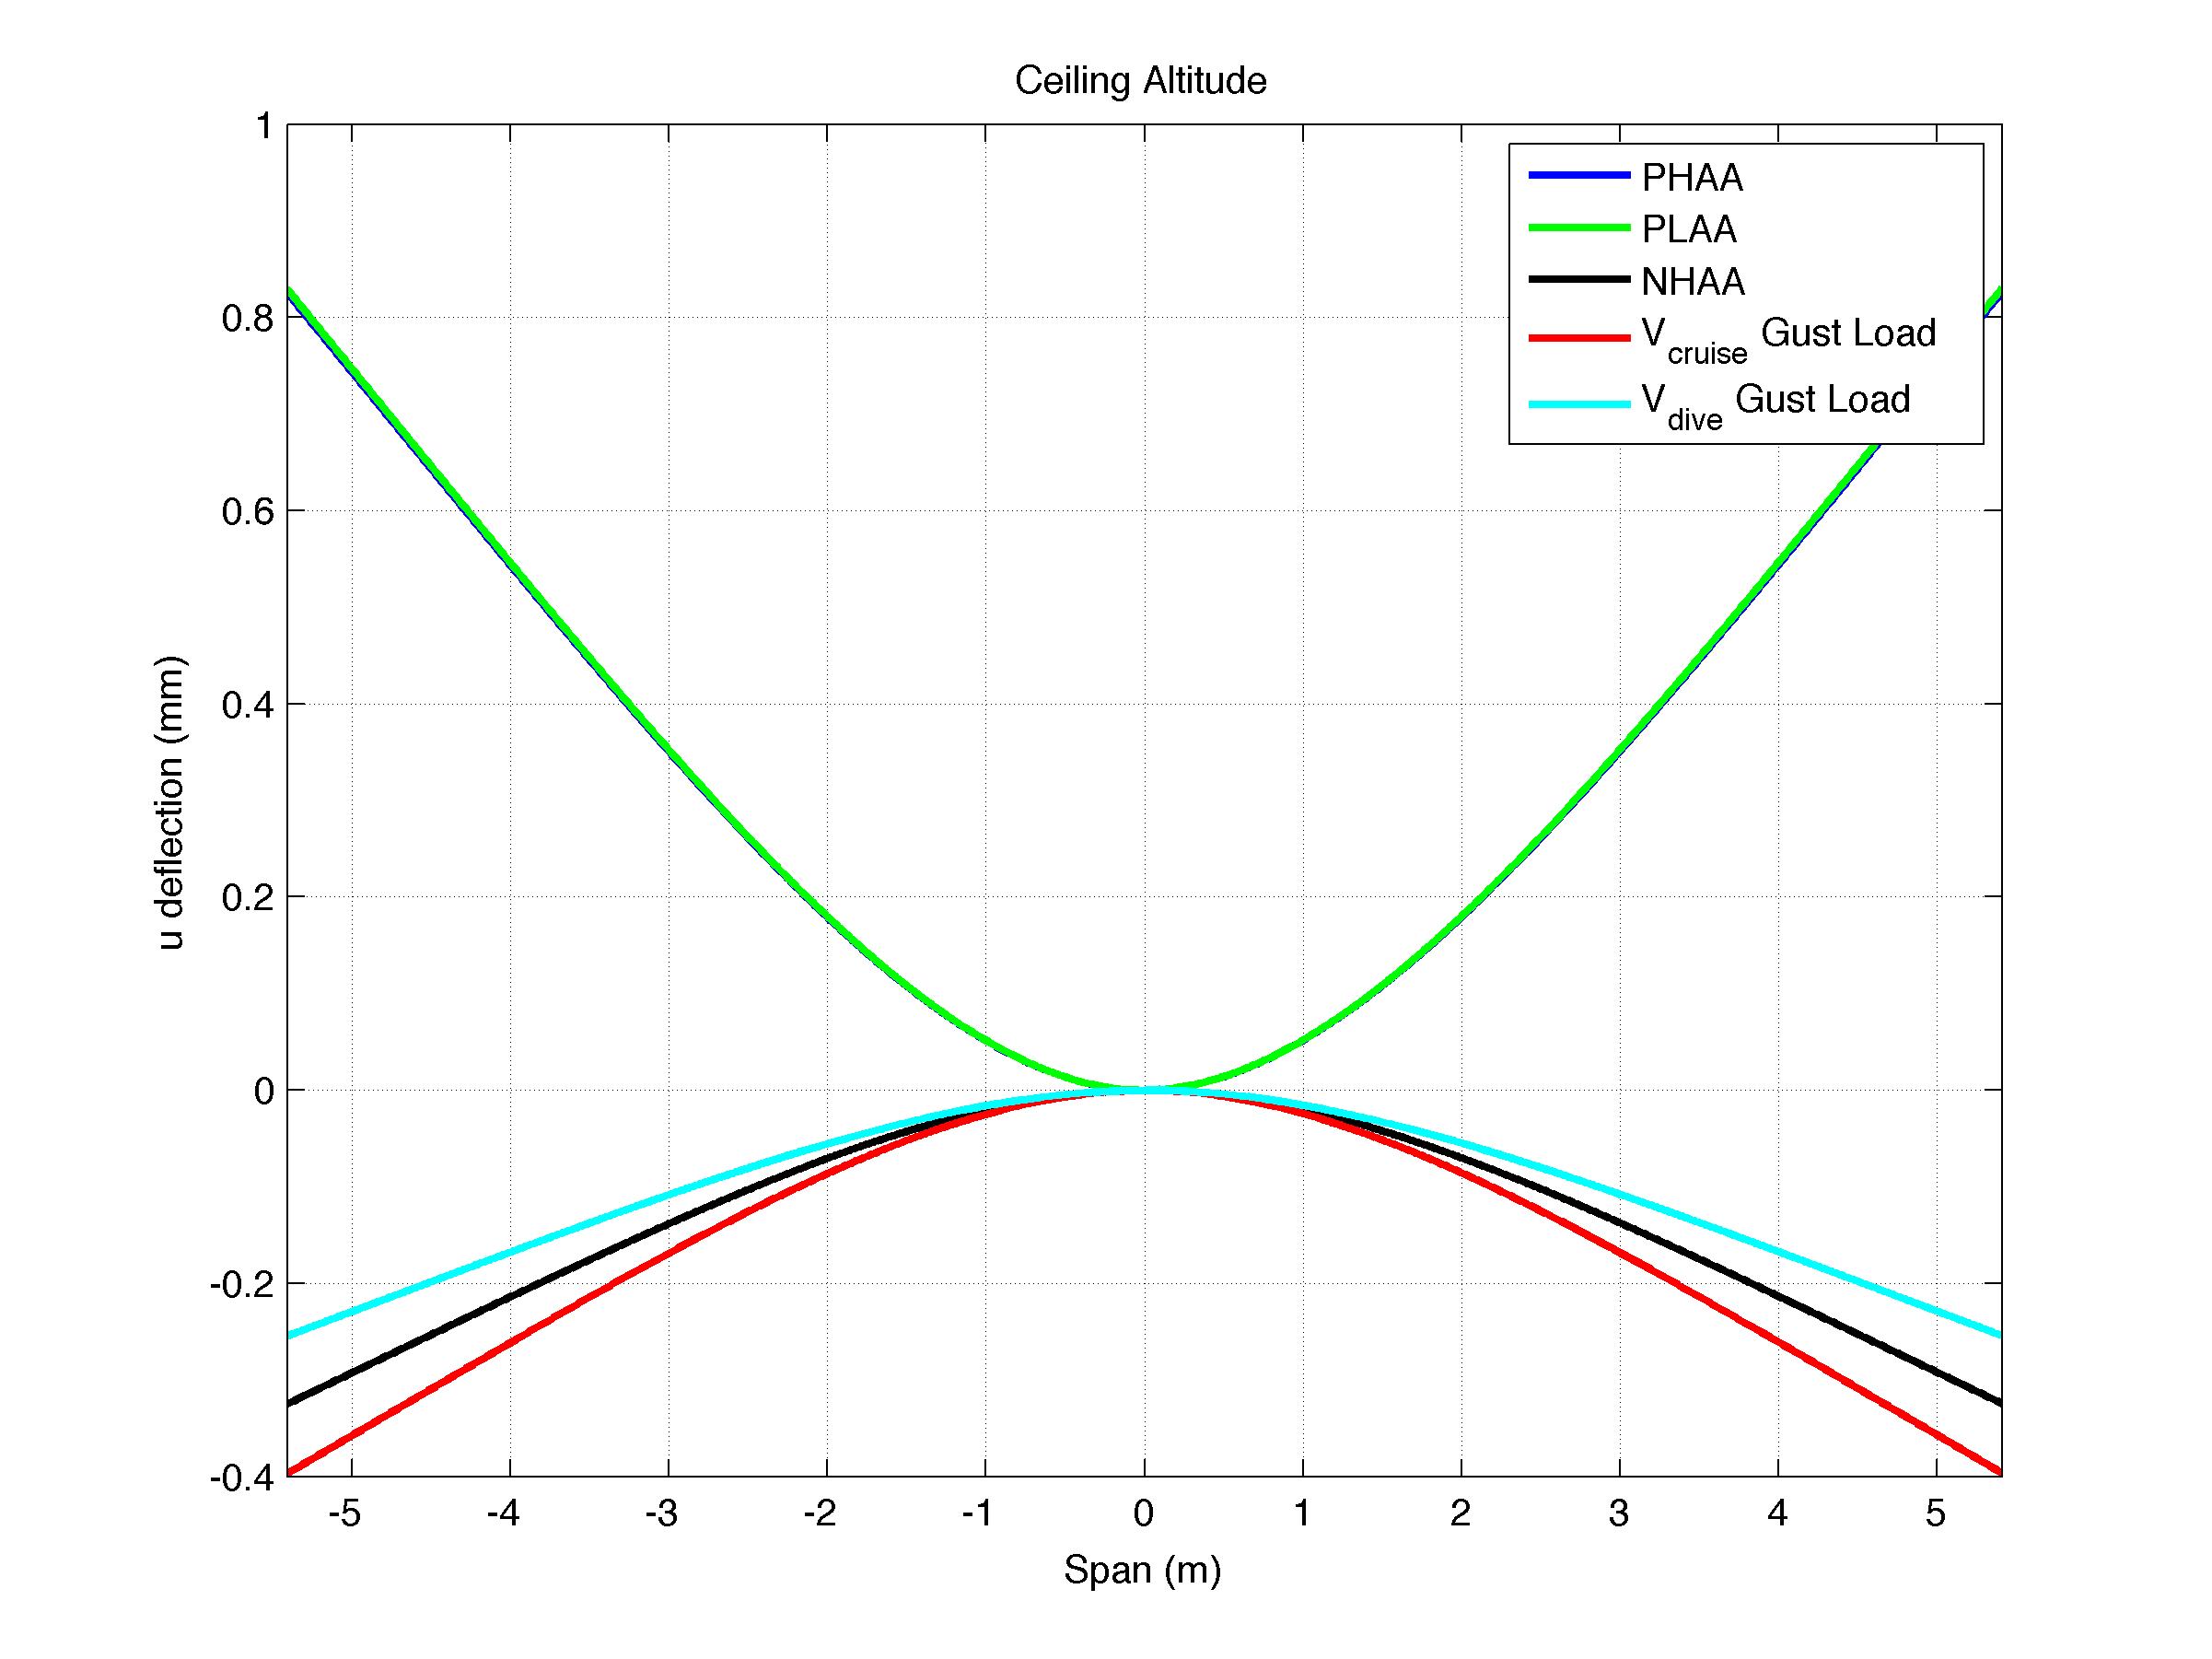 Ceiling Altitude
1
0.8
0.6
0.4
0.2
0
-0.2
-0.4
u deflection (mm)
PHAA
PLAA
NHAA
Vcruise Gust Load
Vdive Gust Load
-5 -4 -3 -2 -1 0 1 2 3 4 5
Span (m)